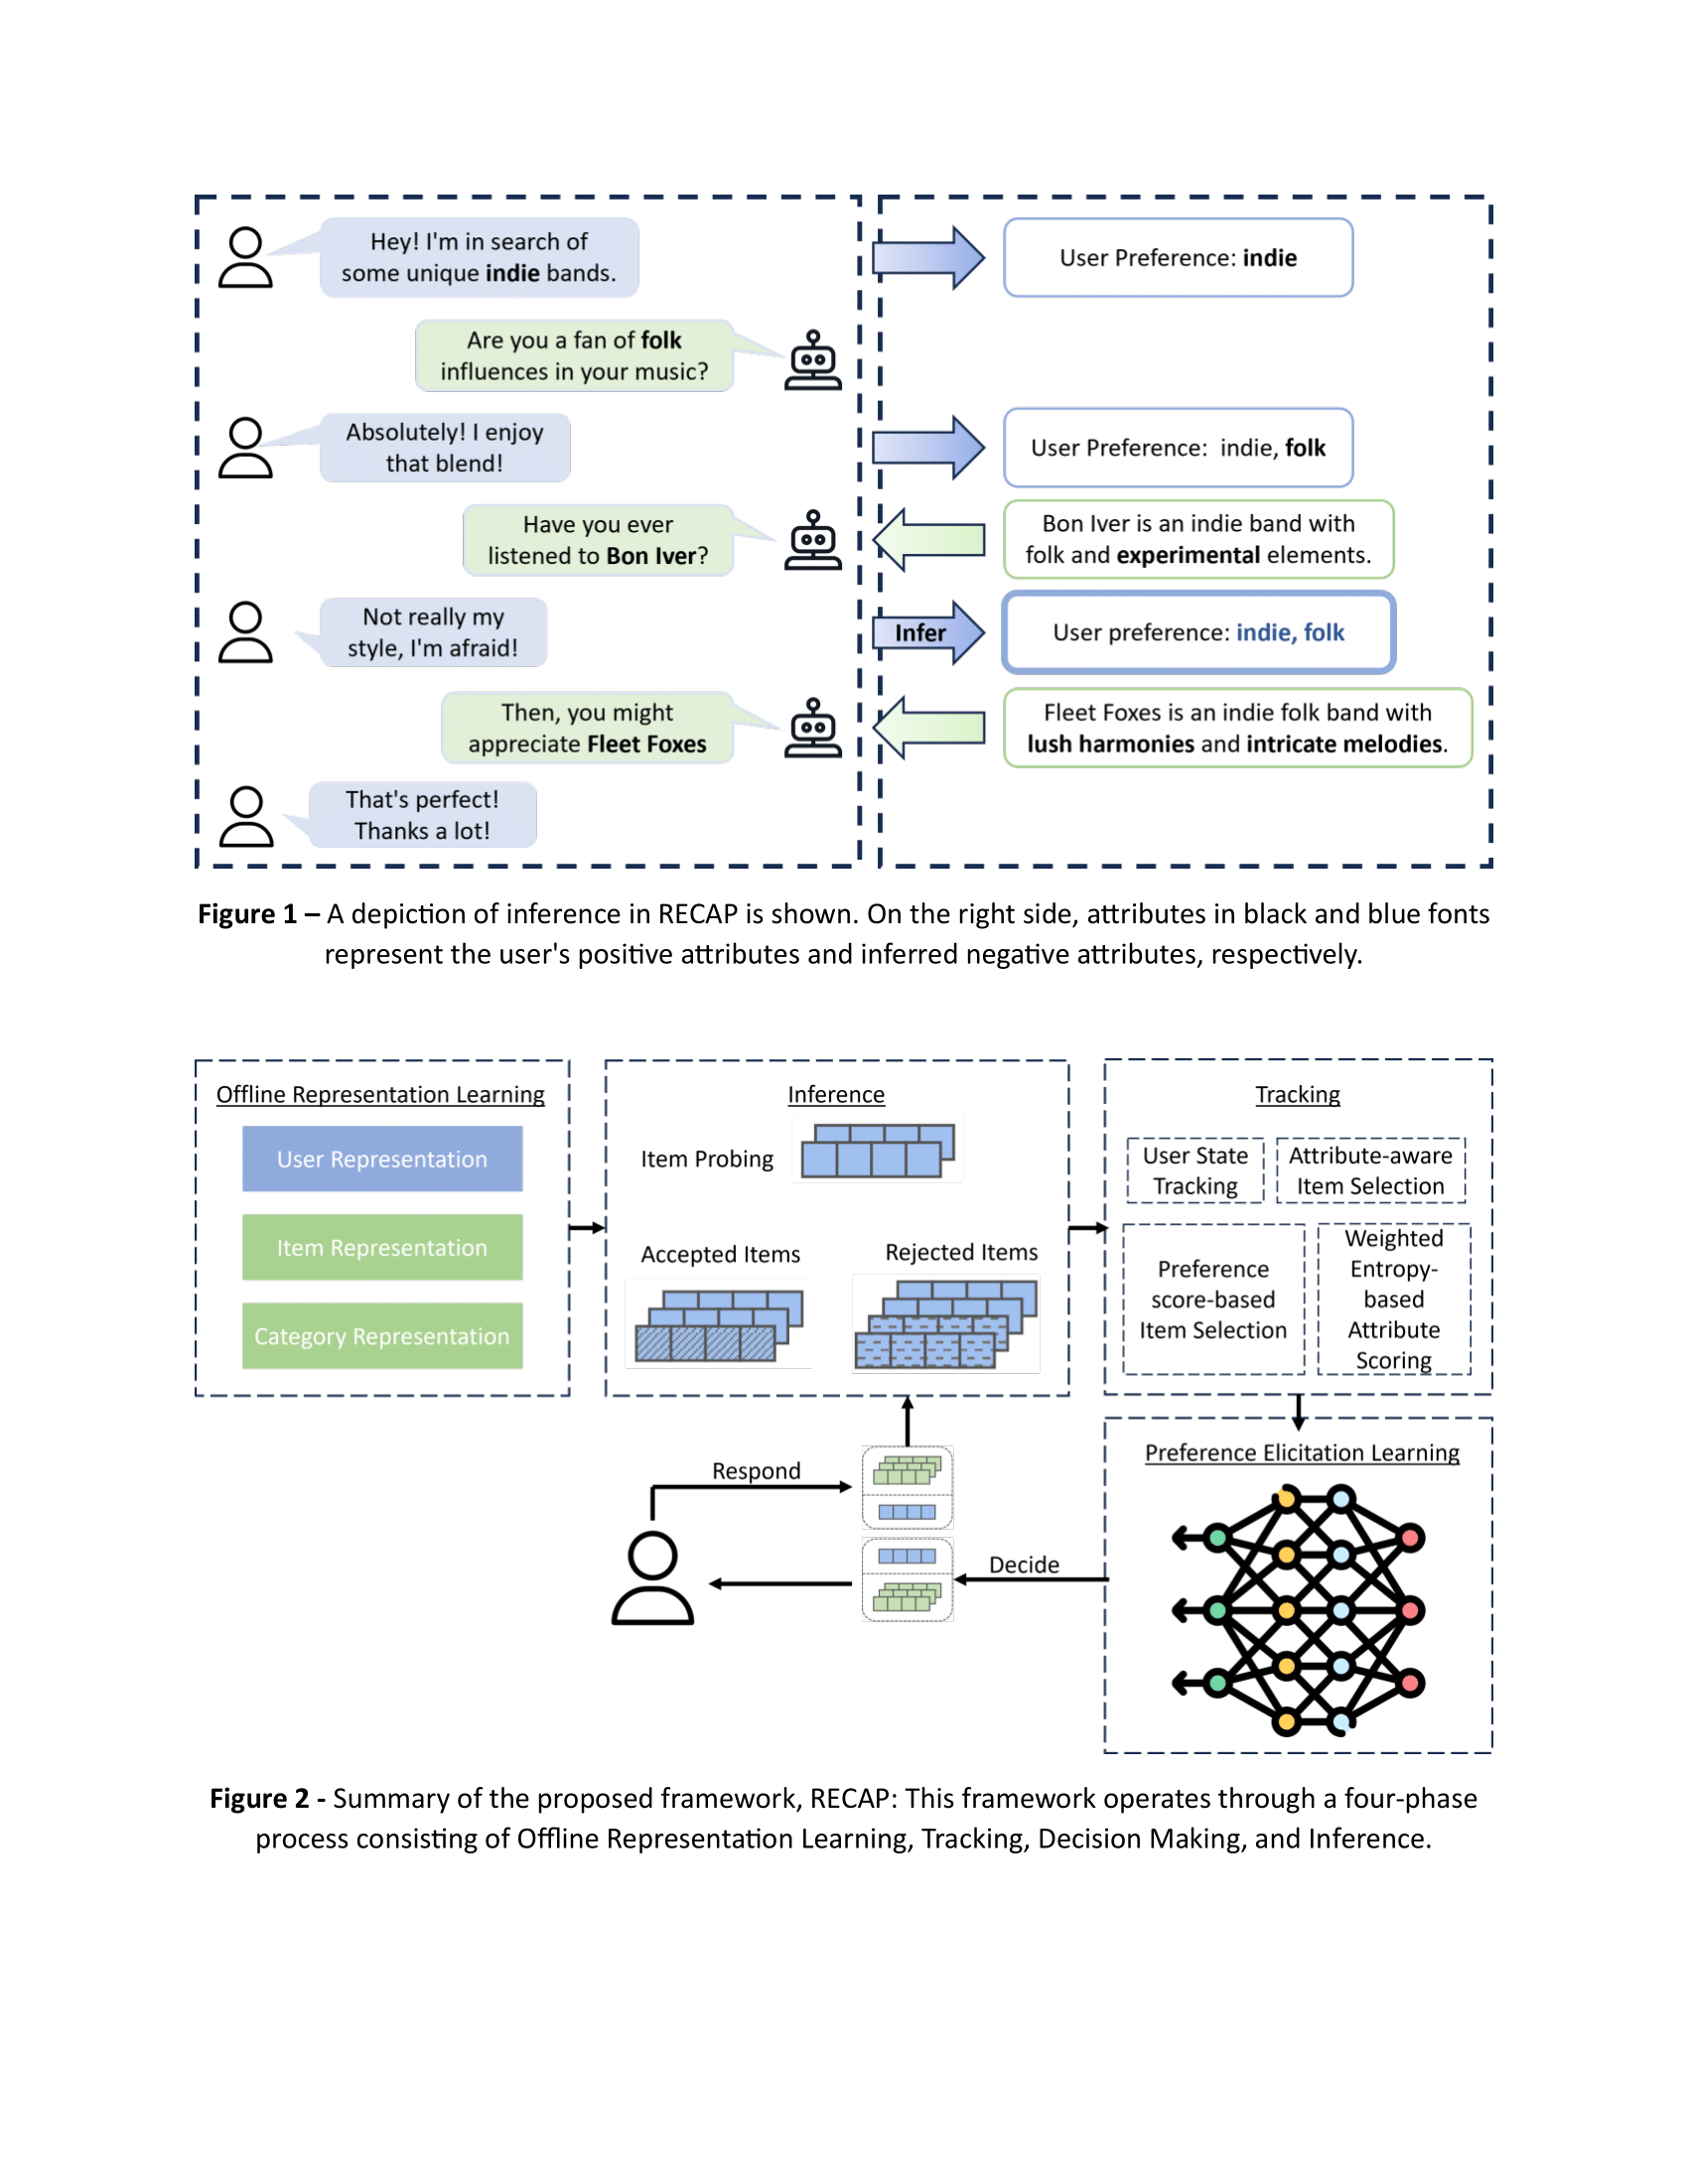 Hey! I'm in search of
some unique indie bands.
User Preference: indie
Are you a fan of folk
influences in your music?
Absolutely! I enjoy
that blend!
User Preference: indie, folk
Have you ever
listened to Bon Iver?
Bon Iver is an indie band with
folk and experimental elements.
Not really my
style, I'm afraid!
Infer
User preference: indie, folk
Then, you might
appreciate Fleet Foxes
Fleet Foxes is an indie folk band with
lush harmonies and intricate melodies.
That's perfect!
Thanks a lot!
Figure 1 – A depiction of inference in RECAP is shown. On the right side, attributes in black and blue fonts
represent the user's positive attributes and inferred negative attributes, respectively.
Offline Representation Learning
User Representation
Item Representation
Category Representation
Inference
Item Probing
Accepted Items
Rejected Items
Tracking
User State
Tracking
Attribute-aware
Item Selection
Preference
score-based
Item Selection
Weighted
Entropy-
based
Attribute
Scoring
Respond
Decide
Preference Elicitation Learning
Figure 2 - Summary of the proposed framework, RECAP: This framework operates through a four-phase
process consisting of Offline Representation Learning, Tracking, Decision Making, and Inference.